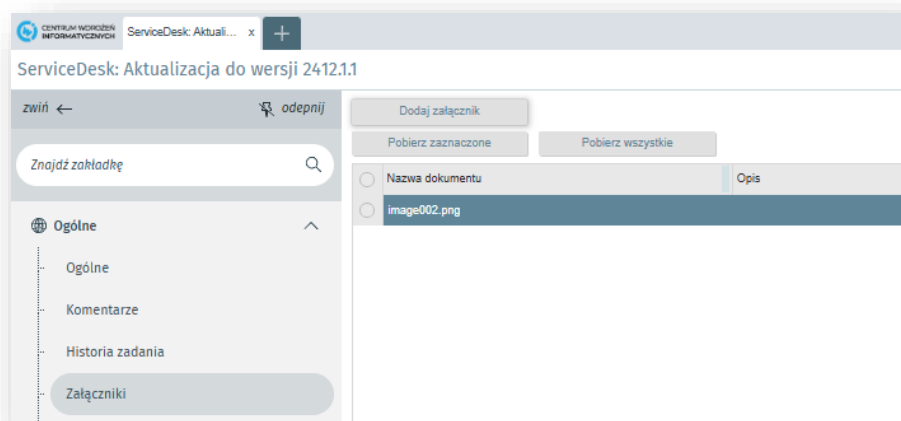 CENTRUM WDROŻEŃ
INFORMATYCZNYCH
ServiceDesk: Aktuali... x +
ServiceDesk: Aktualizacja do wersji 2412.1.1
zwiń ← odepnij
Dodaj załącznik
Pobierz zaznaczone Pobierz wszystkie
Znajdź zakładkę
Nazwa dokumentu Opis
image002.png
Ogólne
Ogólne
Komentarze
Historia zadania
Załączniki